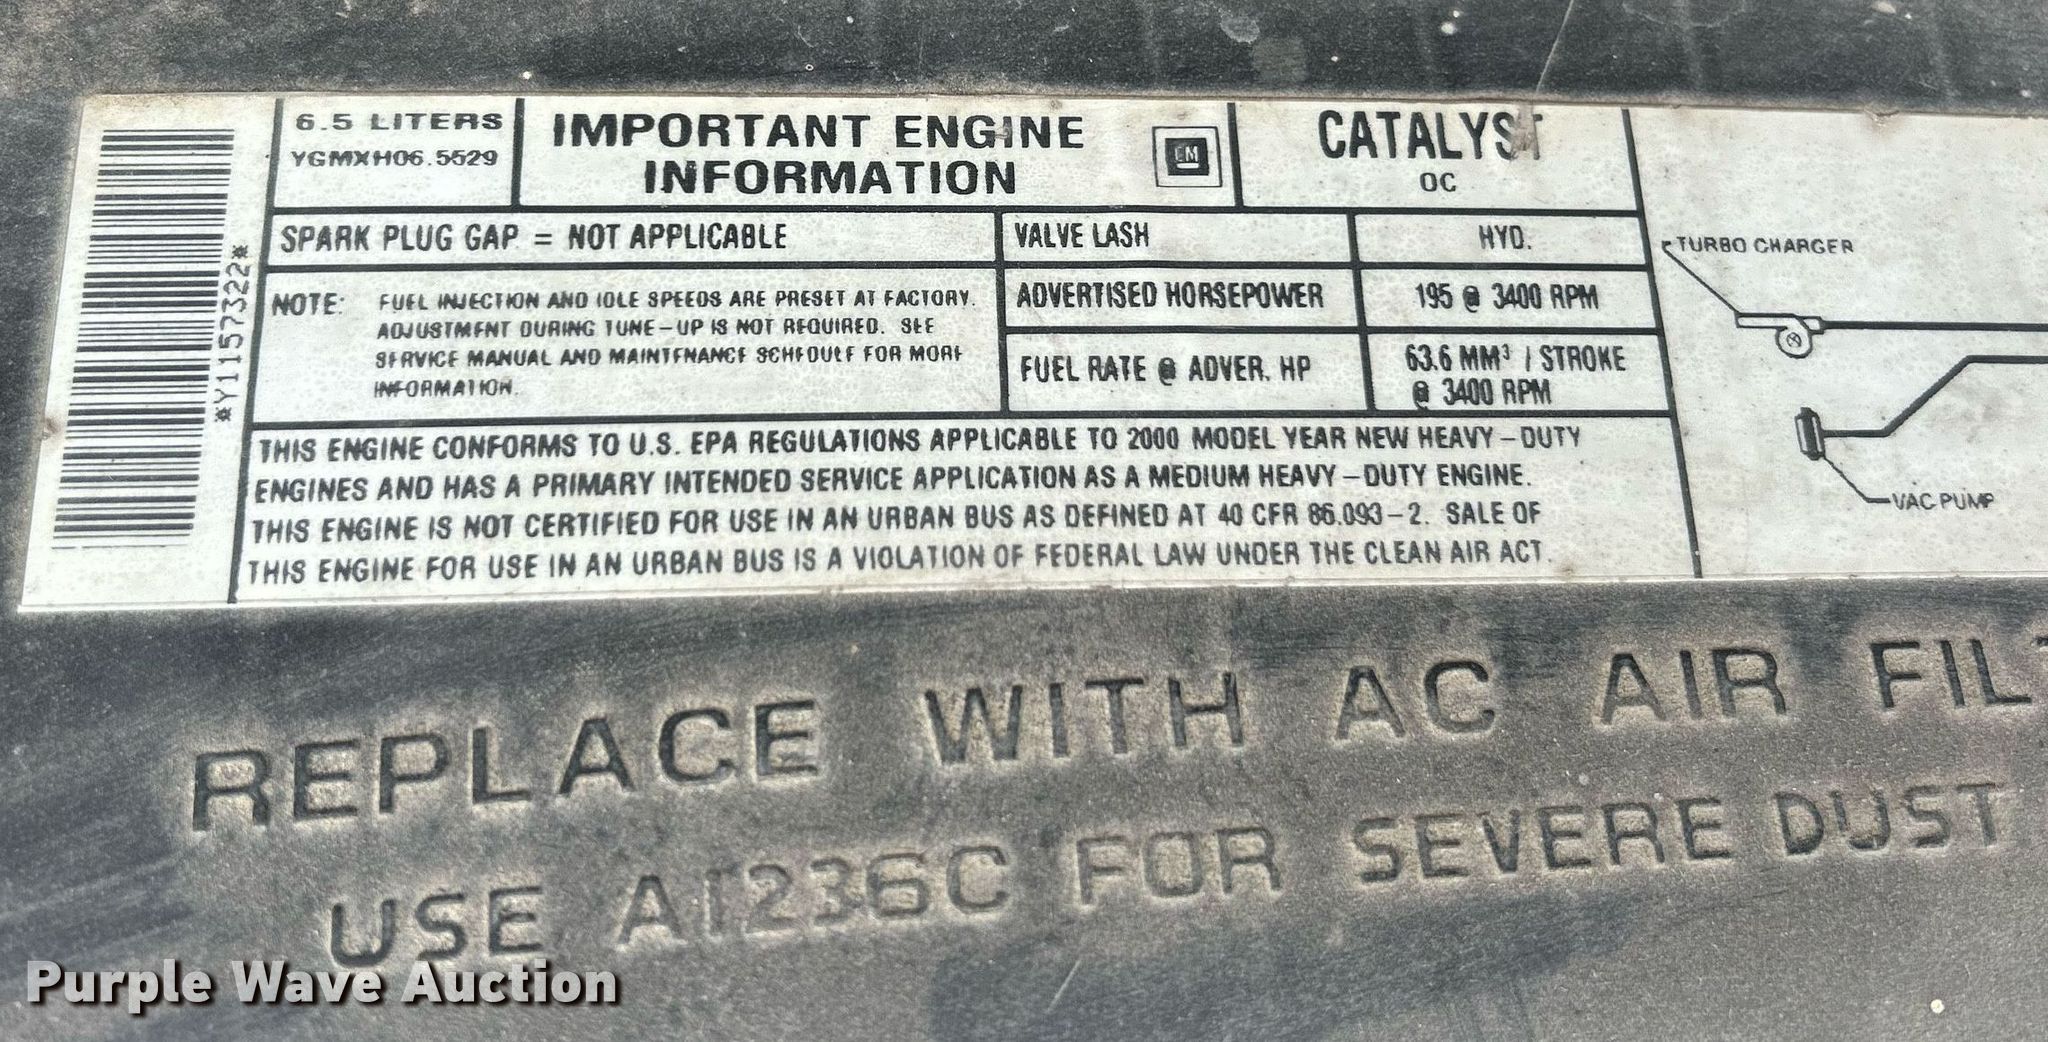 6.5 LITERS
YGMXH06.5529
IMPORTANT ENGINE
INFORMATION
GM
CATALYST
OC
*Y1157322*
SPARK PLUG GAP = NOT APPLICABLE
VALVE LASH
HYD.
NOTE: FUEL INJECTION AND IDLE SPEEDS ARE PRESET AT FACTORY.
ADJUSTMENT DURING TUNE-UP IS NOT REQUIRED. SEE
SERVICE MANUAL AND MAINTENANCE SCHEDULE FOR MORE
INFORMATION.
ADVERTISED HORSEPOWER
195 @ 3400 RPM
FUEL RATE @ ADVER. HP
63.6 MM³ / STROKE
@ 3400 RPM
THIS ENGINE CONFORMS TO U.S. EPA REGULATIONS APPLICABLE TO 2000 MODEL YEAR NEW HEAVY-DUTY
ENGINES AND HAS A PRIMARY INTENDED SERVICE APPLICATION AS A MEDIUM HEAVY-DUTY ENGINE.
THIS ENGINE IS NOT CERTIFIED FOR USE IN AN URBAN BUS AS DEFINED AT 40 CFR 86.093-2. SALE OF
THIS ENGINE FOR USE IN AN URBAN BUS IS A VIOLATION OF FEDERAL LAW UNDER THE CLEAN AIR ACT.
TURBO CHARGER
VAC PUMP
REPLACE WITH AC AIR FILT
USE A1236C FOR SEVERE DUST
Purple Wave Auction